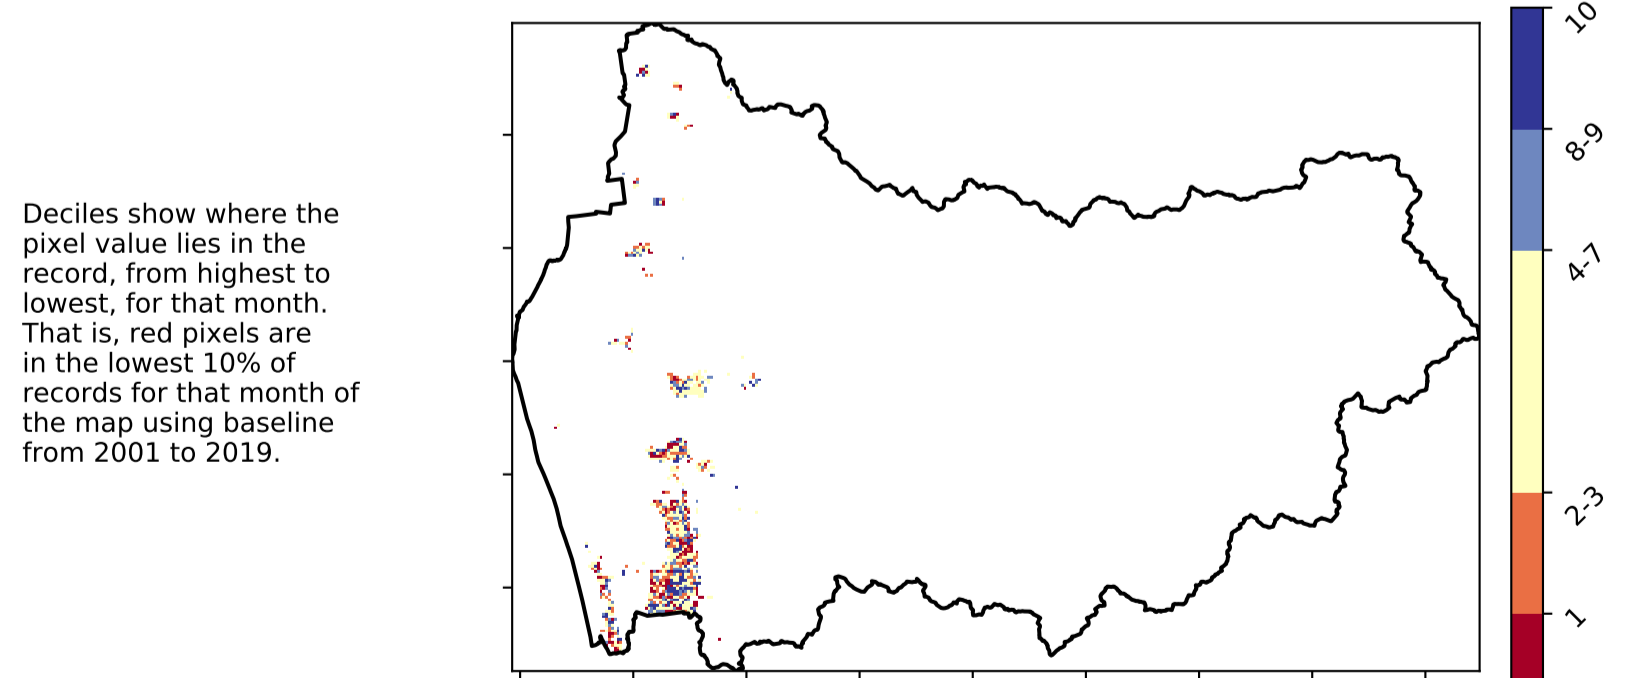 Deciles show where the
pixel value lies in the
record, from highest to
lowest, for that month.
That is, red pixels are
in the lowest 10% of
records for that month of
the map using baseline
from 2001 to 2019.
10
8-9
4-7
2-3
1